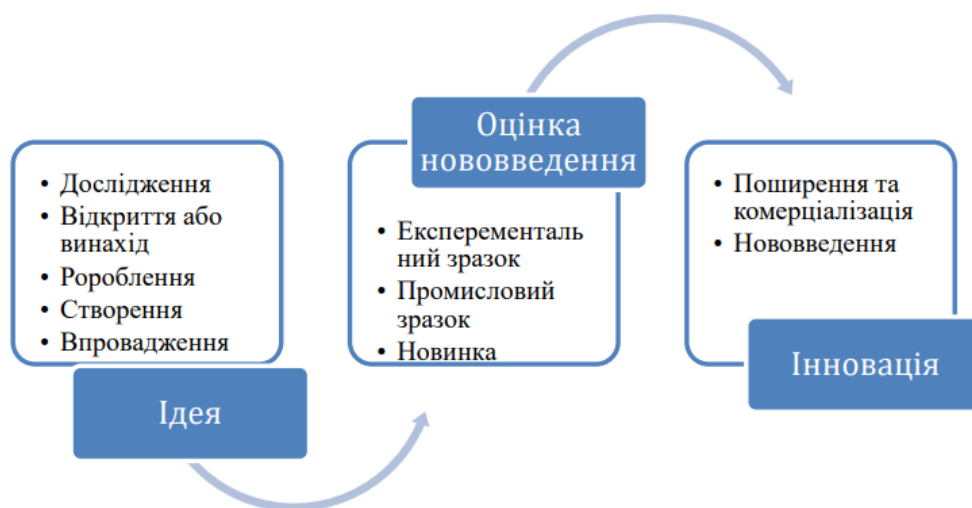 • Дослідження
• Відкриття або
винахід
•Ророблення
• Створення
• Впровадження
Ідея
Оцінка
нововведення
• Експеременталь
ний зразок
• Промисловий
зразок
• Новинка
• Поширення та
комерціалізація
• Нововведення
Інновація